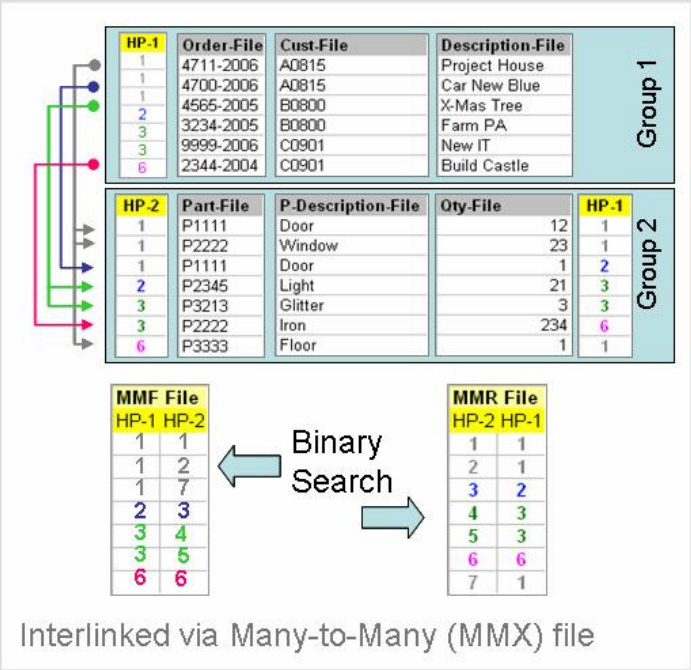 HP-1
1
1
1
2
3
3
6
Order-File Cust-File Description-File
4711-2006 A0815 Project House
4700-2006 A0815 Car New Blue
4565-2005 B0800 X-Mas Tree
3234-2005 B0800 Farm PA
9999-2006 C0901 New IT
2344-2004 C0901 Build Castle
Group 1
HP-2 Part-File P-Description-File Qty-File HP-1
1 P1111 Door 12 1
1 P2222 Window 23 1
1 P1111 Door 1 2
2 P2345 Light 21 3
3 P3213 Glitter 3 3
3 P2222 Iron 234 6
6 P3333 Floor 1 1
Group 2
MMF File
HP-1 HP-2
1 1
1 2
1 7
2 3
3 4
3 5
6 6
Binary
Search
MMR File
HP-2 HP-1
1 1
2 1
3 2
4 3
5 3
6 6
7 1
Interlinked via Many-to-Many (MMX) file